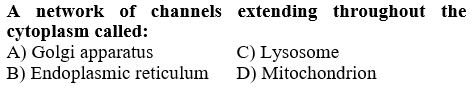 A network of channels extending throughout the
cytoplasm called:
A) Golgi apparatus C) Lysosome
B) Endoplasmic reticulum D) Mitochondrion